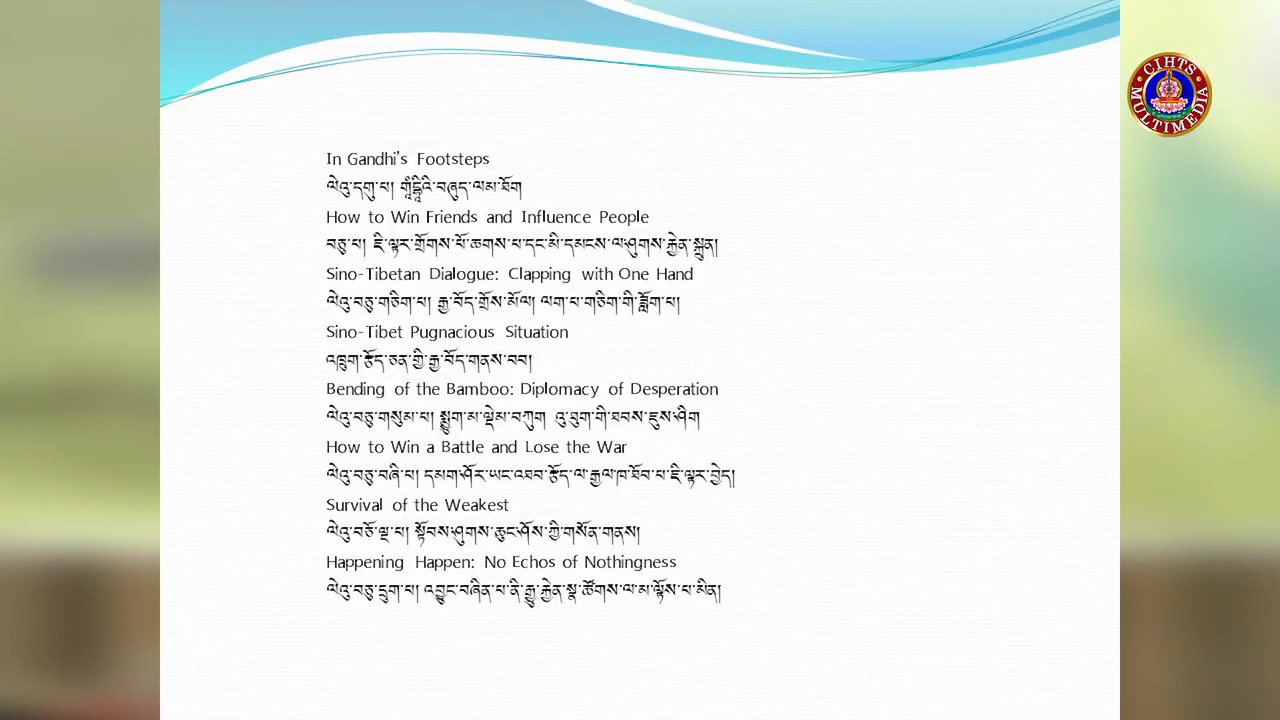 CIHTS MULTIMEDIA
In Gandhi's Footsteps
ལེའུ་དགུ་པ། གཱནྡྷིའི་བཞུད་ལམ་ཐོག
How to Win Friends and Influence People
བཅུ་པ། ཇི་ལྟར་གྲོགས་པོ་ཆགས་པ་དང་མི་དམངས་ལ་ཤུགས་རྐྱེན་སྐྲུན།
Sino-Tibetan Dialogue: Clapping with One Hand
ལེའུ་བཅུ་གཅིག་པ། རྒྱ་བོད་གྲོས་མོལ། ལག་པ་གཅིག་གི་
Sino-Tibet Pugnacious Situation
འཁྲུག་རྩོད་ཅན་གྱི་རྒྱ་བོད་གནས་བབ།
Bending of the Bamboo: Diplomacy of Desperation
ལེའུ་བཅུ་གསུམ་པ། སྨྱུག་མ་ལྡེམ་བཀུག འུ་ཐུག་གི་ཐབས་ཇུས་ཤིག
How to Win a Battle and Lose the War
ལེའུ་བཅུ་བཞི་པ། དམག་ཤོར་ཡང་འཐབ་རྩོད་ལ་རྒྱལ་ཁ་ཐོབ་པ་ཇི་ལྟར་བྱེད།
Survival of the Weakest
ལེའུ་བཅོ་ལྔ་པ། སྟོབས་ཤུགས་ཆུང་ཤོས་ཀྱི་གསོན་གནས།
Happening Happen: No Echos of Nothingness
ལེའུ་བཅུ་དྲུག་པ། འབྱུང་བཞིན་པ་ནི་རྒྱུ་རྐྱེན་སྣ་ཚོགས་ལ་མ་ལྟོས་པ་མིན།